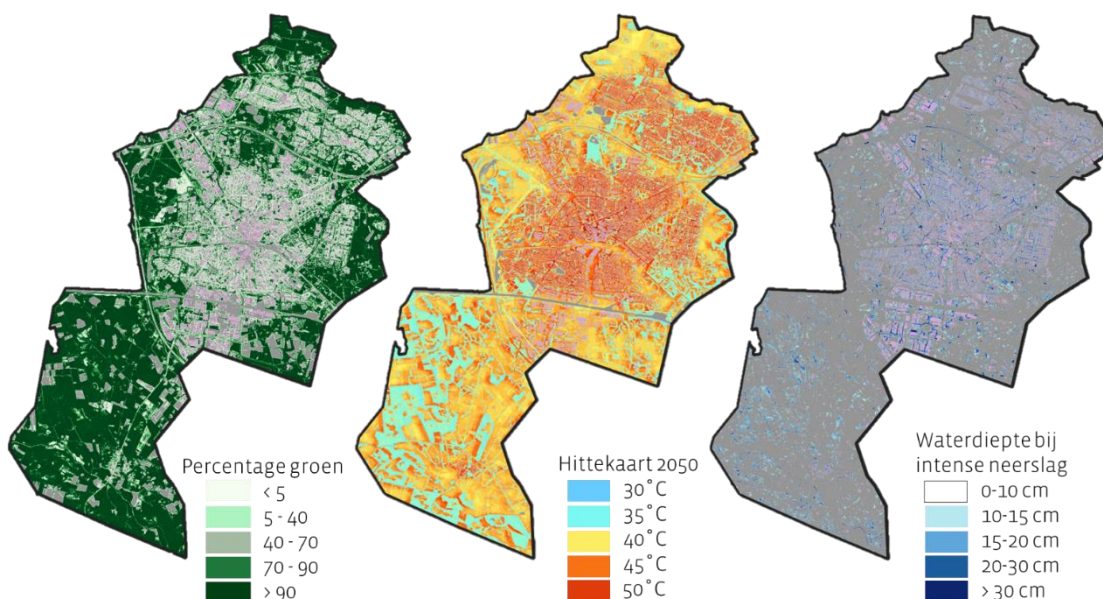 Percentage groen
< 5
5 - 40
40 - 70
70 - 90
> 90
Hittekaart 2050
30°C
35°C
40°C
45°C
50°C
Waterdiepte bij
intense neerslag
0-10 cm
10-15 cm
15-20 cm
20-30 cm
> 30 cm